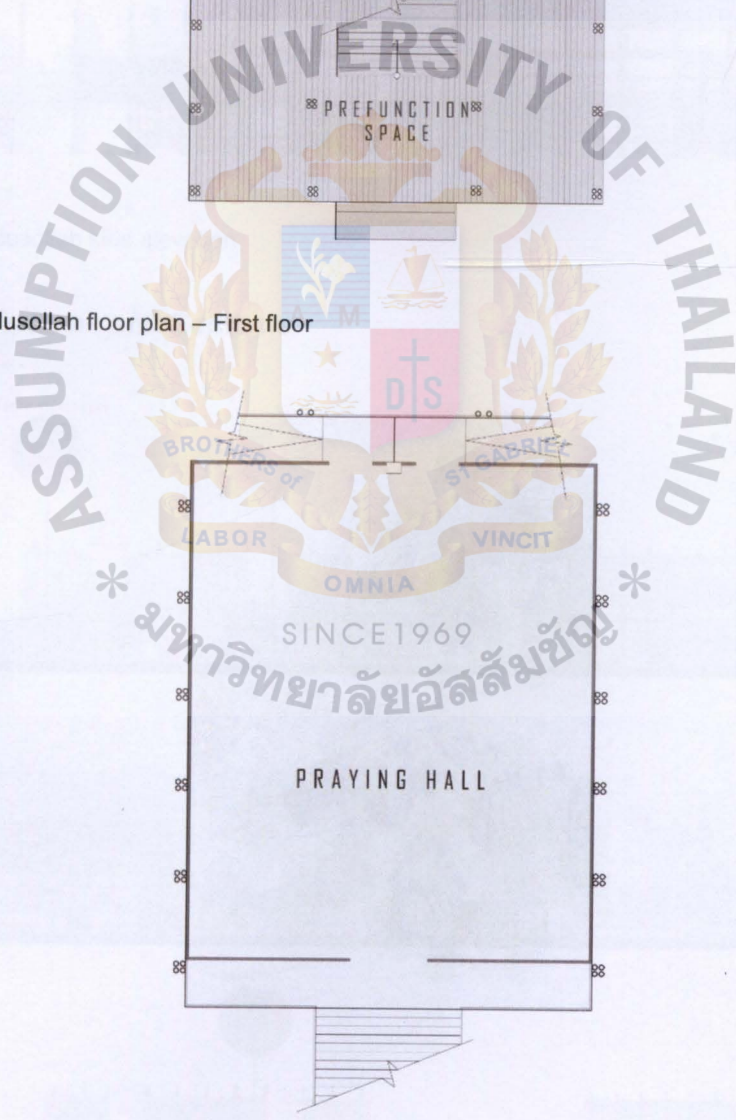 PREFUNCTION
SPACE
lusollah floor plan – First floor
PRAYING HALL
ASSUMPTION UNIVERSITY OF THAILAND
A M
D S
BROTHERS of
ST GABRIEL
LABOR
OMNIA
VINCIT
SINCE1969
* มหาวิทยาลัยอัสสัมชัญ *